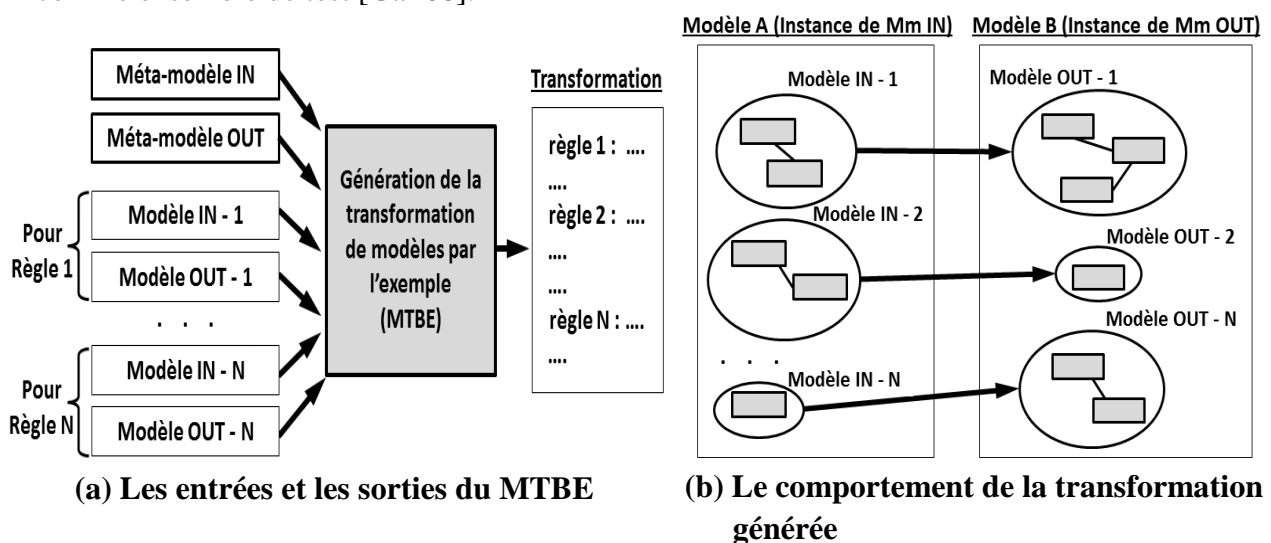 Méta-modèle IN
Méta-modèle OUT
Pour
Règle 1
Modèle IN - 1
Modèle OUT - 1
. . .
Pour
Règle N
Modèle IN - N
Modèle OUT - N
Génération de la
transformation
de modèles par
l'exemple
(MTBE)
Transformation
règle 1 : ....
....
règle 2 : ....
....
....
règle N : ....
....
(a) Les entrées et les sorties du MTBE
Modèle A (Instance de Mm IN)
Modèle IN - 1
Modèle IN - 2
. . .
Modèle IN - N
Modèle B (Instance de Mm OUT)
Modèle OUT - 1
Modèle OUT - 2
Modèle OUT - N
(b) Le comportement de la transformation
générée